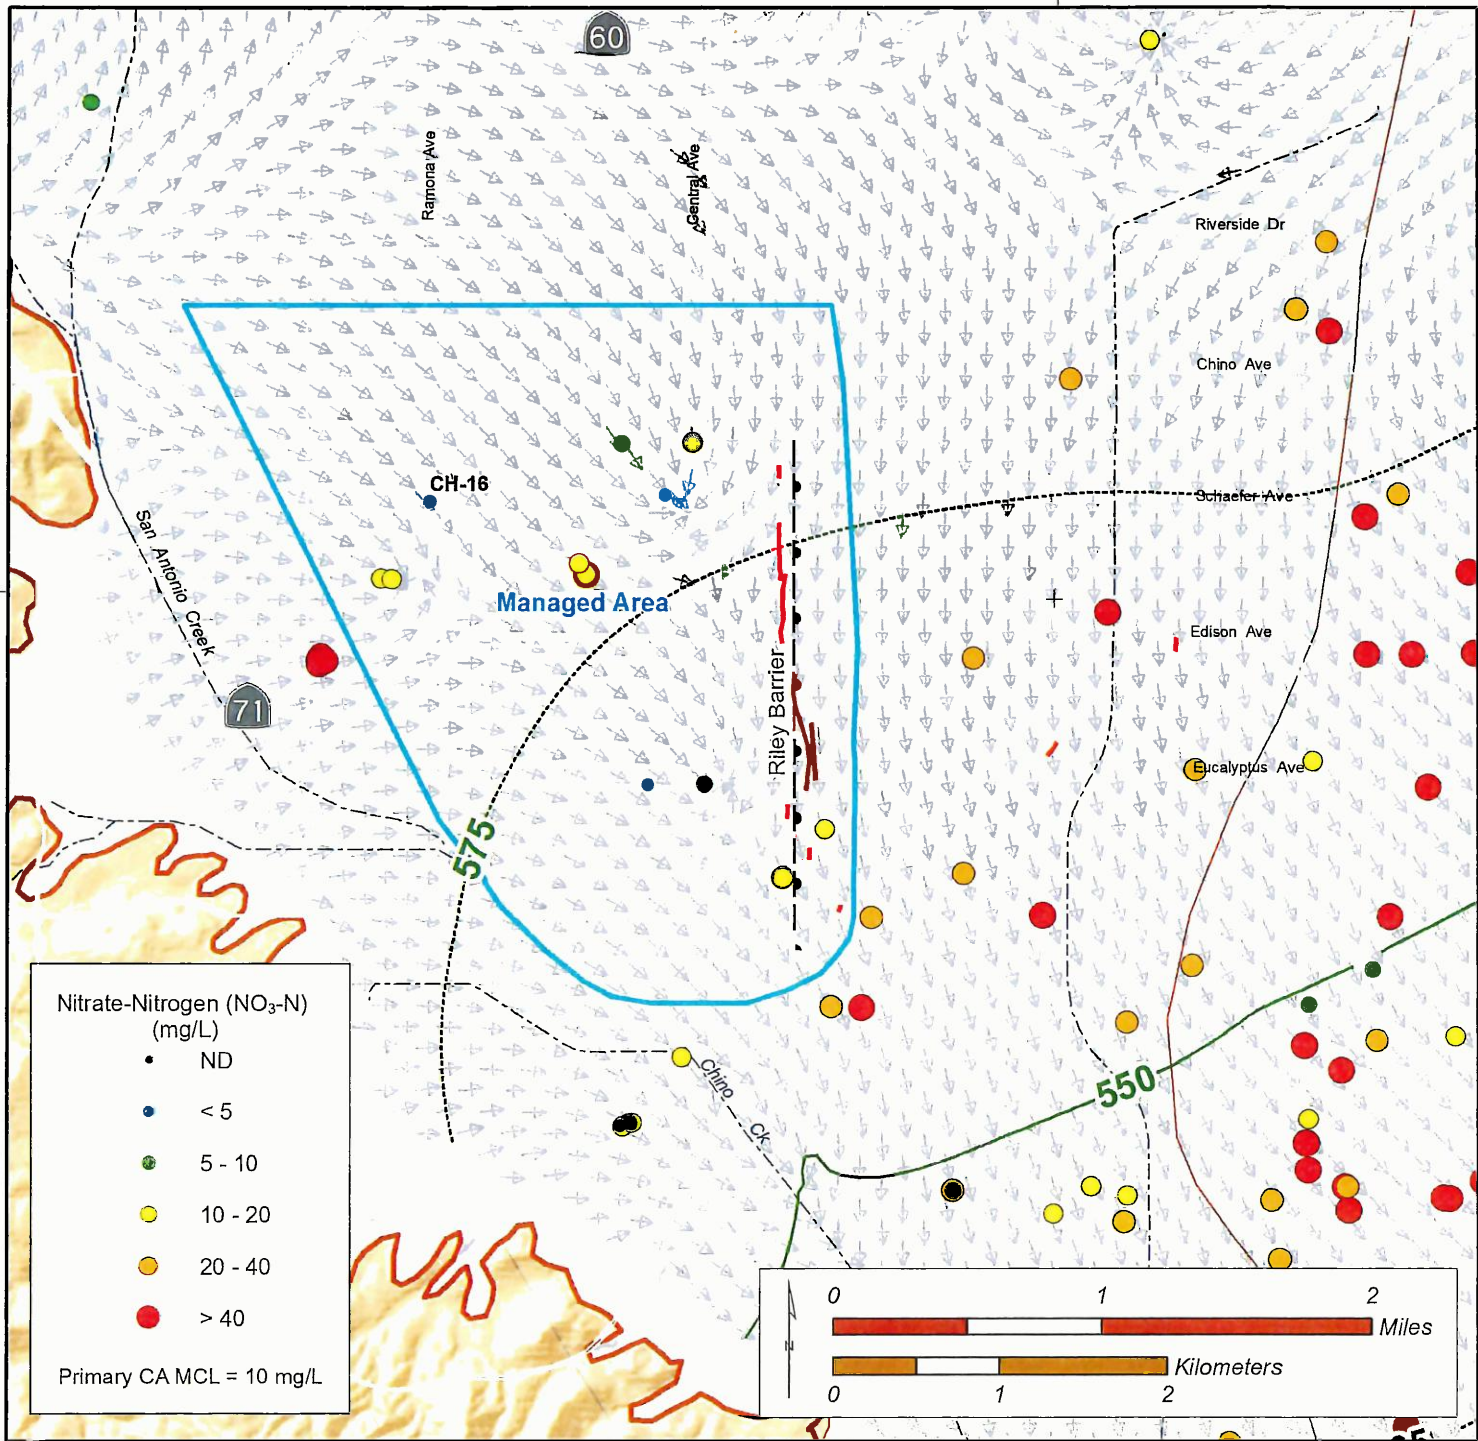 60
Ramona Ave
Central Ave
Riverside Dr
Chino Ave
CH-16
Schaefer Ave
San Antonio Creek
Managed Area
Edison Ave
71
Riley Barrier
Eucalyptus Ave
575
Nitrate-Nitrogen (NO₃-N)
(mg/L)
ND
< 5
5 - 10
10 - 20
20 - 40
> 40
Primary CA MCL = 10 mg/L
Chino Ck
550
0 1 2
Miles
Kilometers
0 1 2
N